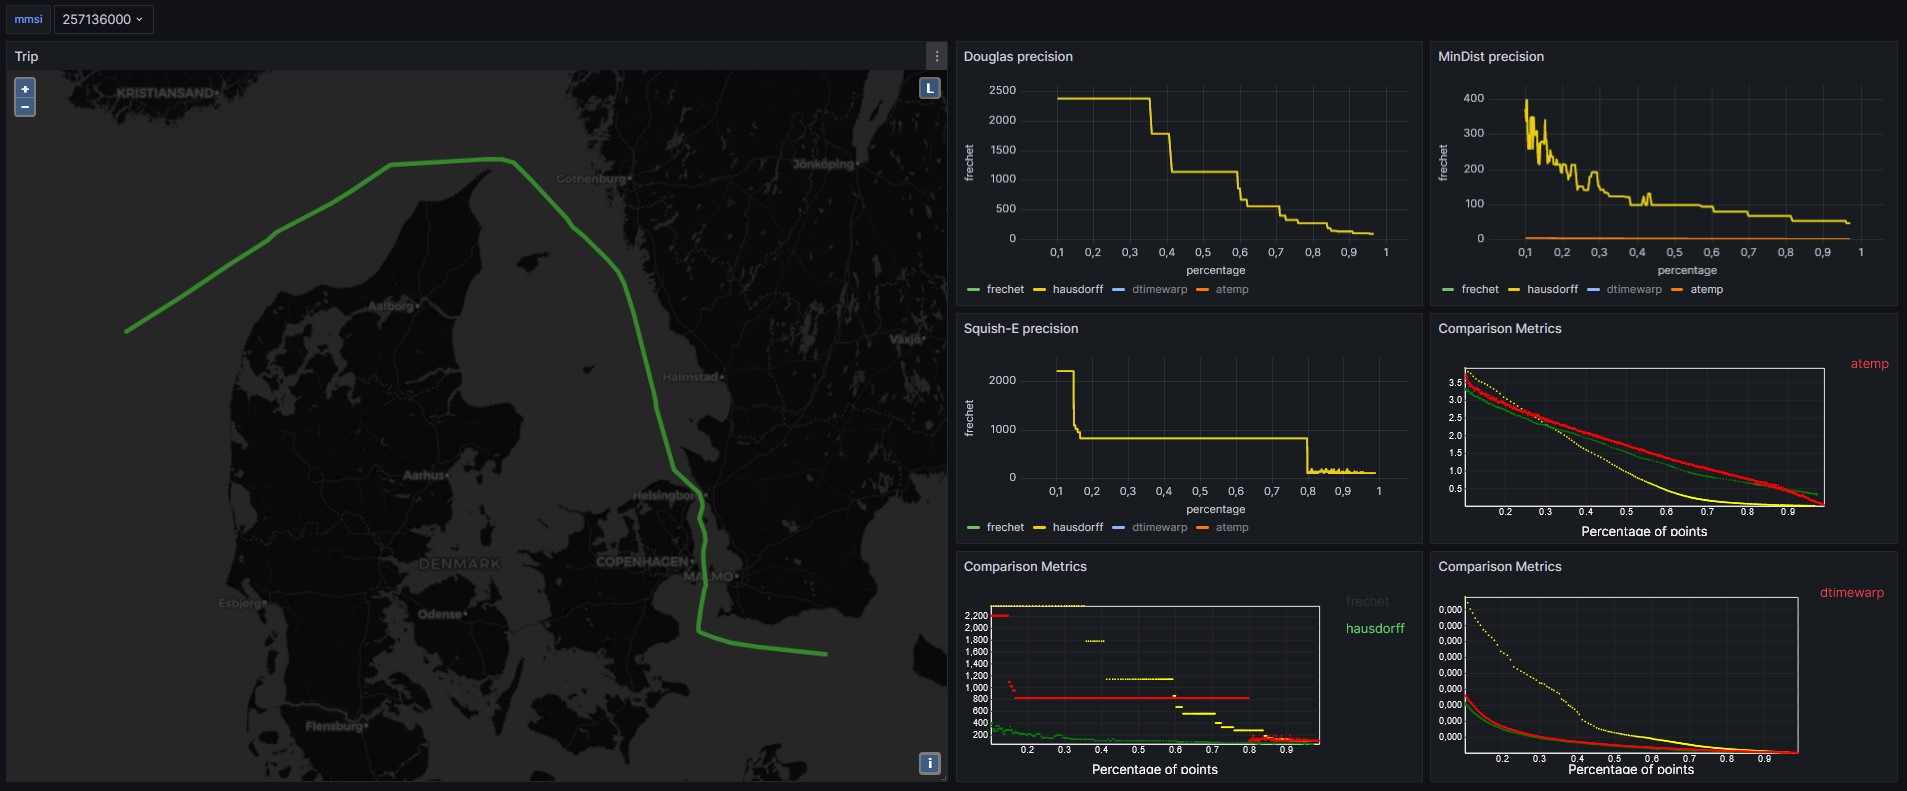 mmsi 257136000
Trip
+
−
L
KRISTIANSAND
Gothenburg
Jönköping
Aalborg
Växjö
Halmstad
Aarhus
Helsingborg
DENMARK
COPENHAGEN
MALMÖ
Esbjerg
Odense
Flensburg
i
Douglas precision
2500
2000
1500
1000
500
0
frechet
0,1 0,2 0,3 0,4 0,5 0,6 0,7 0,8 0,9 1
percentage
frechet hausdorff dtimewarp atemp
MinDist precision
400
300
200
100
0
frechet
0,1 0,2 0,3 0,4 0,5 0,6 0,7 0,8 0,9 1
percentage
frechet hausdorff dtimewarp atemp
Squish-E precision
2000
1000
0
frechet
0,1 0,2 0,3 0,4 0,5 0,6 0,7 0,8 0,9 1
percentage
frechet hausdorff dtimewarp atemp
Comparison Metrics
atemp
3.5
3.0
2.5
2.0
1.5
1.0
0.5
0.2 0.3 0.4 0.5 0.6 0.7 0.8 0.9
Percentage of points
Comparison Metrics
frechet
hausdorff
2,200
2,000
1,800
1,600
1,400
1,200
1,000
800
600
400
200
0.2 0.3 0.4 0.5 0.6 0.7 0.8 0.9
Percentage of points
Comparison Metrics
dtimewarp
0,000
0,000
0,000
0,000
0,000
0,000
0,000
0,000
0,000
0.2 0.3 0.4 0.5 0.6 0.7 0.8 0.9
Percentage of points